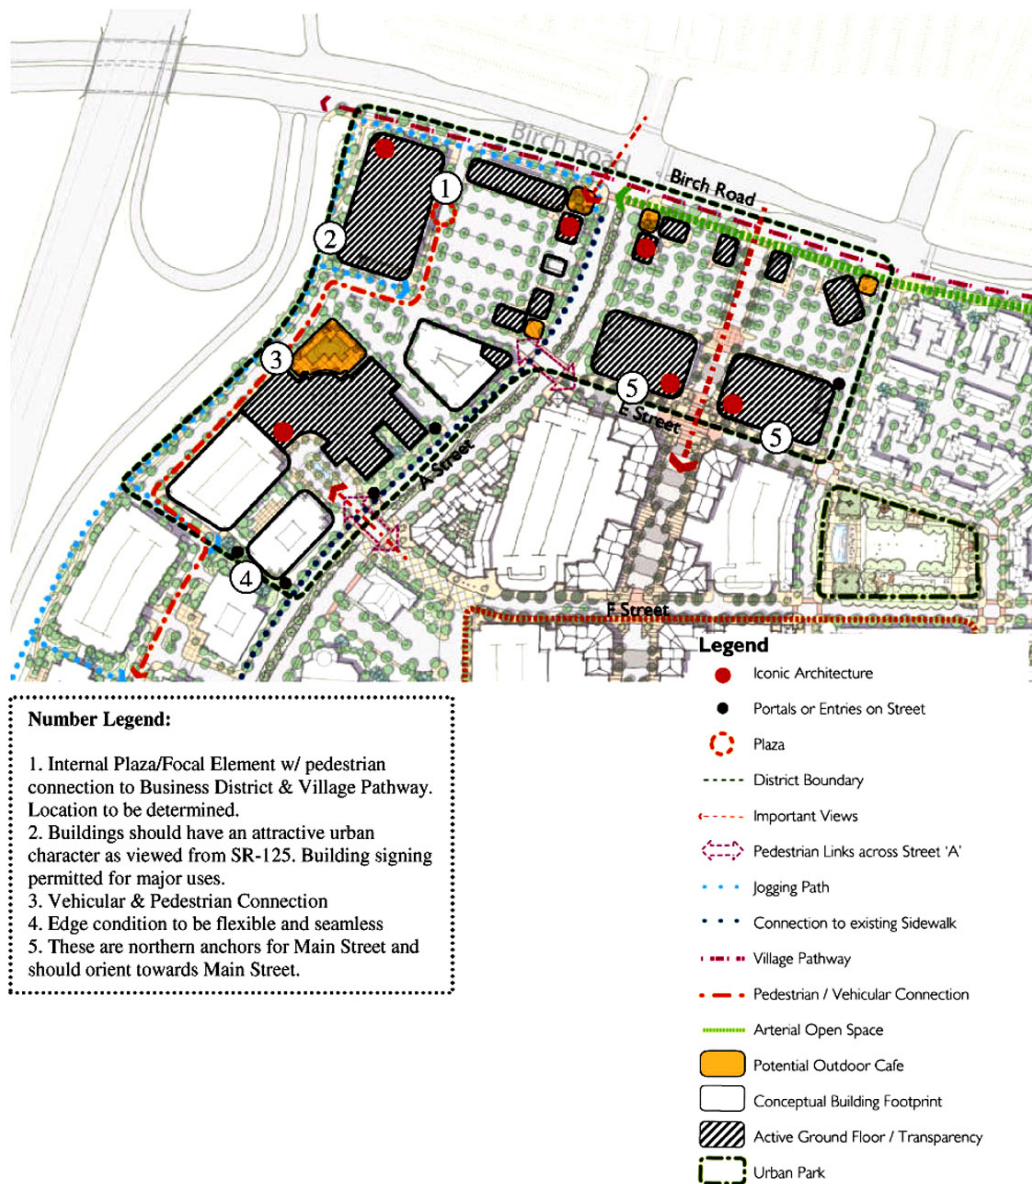 Birch Road
Birch Road
1
2
3
5
E Street
5
A Street
4
F Street
Legend
Iconic Architecture
Portals or Entries on Street
Plaza
District Boundary
Important Views
Pedestrian Links across Street ‘A’
Jogging Path
Connection to existing Sidewalk
Village Pathway
Pedestrian / Vehicular Connection
Arterial Open Space
Potential Outdoor Cafe
Conceptual Building Footprint
Active Ground Floor / Transparency
Urban Park
Number Legend:
1. Internal Plaza/Focal Element w/ pedestrian
connection to Business District & Village Pathway.
Location to be determined.
2. Buildings should have an attractive urban
character as viewed from SR-125. Building signing
permitted for major uses.
3. Vehicular & Pedestrian Connection
4. Edge condition to be flexible and seamless
5. These are northern anchors for Main Street and
should orient towards Main Street.